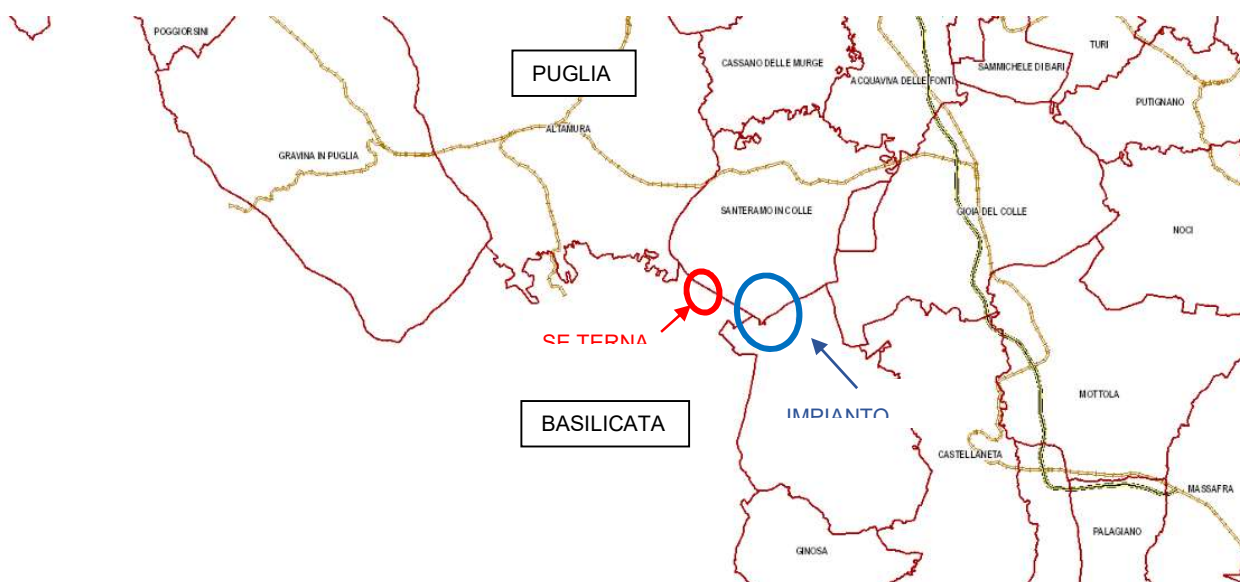 POGGIORSINI
PUGLIA
CASSANO DELLE MURGE
TURI
SAMMICHELE DI BARI
ACQUAVIVA DELLE FONTI
PUTIGNANO
ALTAMURA
GRAVINA IN PUGLIA
SANTERAMO IN COLLE
GIOIA DEL COLLE
NOCI
SE TERNA
IMPIANTO
BASILICATA
MOTTOLA
CASTELLANETA
MASSAFRA
PALAGIANO
GINOSA